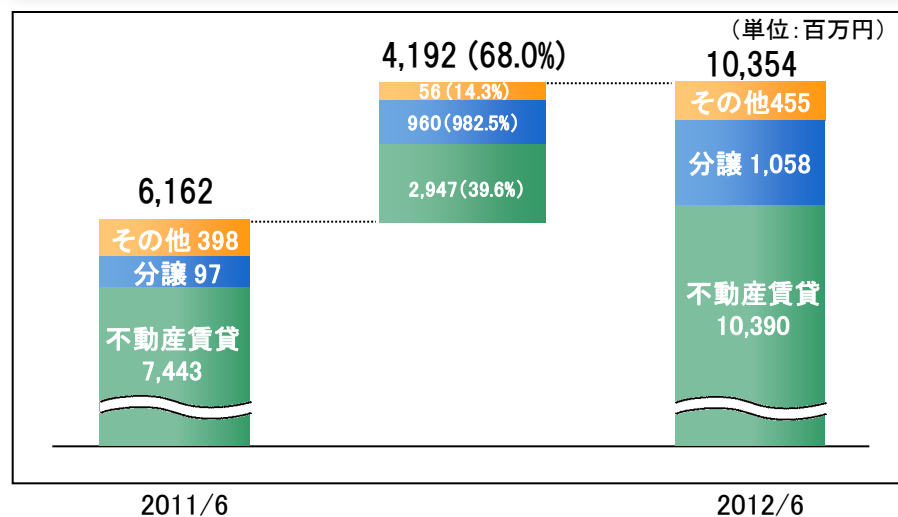 (単位:百万円)
4,192 (68.0%)
10,354
56(14.3%)
その他455
960(982.5%)
分譲 1,058
2,947(39.6%)
6,162
その他 398
分譲 97
不動産賃貸
10,390
不動産賃貸
7,443
2011/6
2012/6